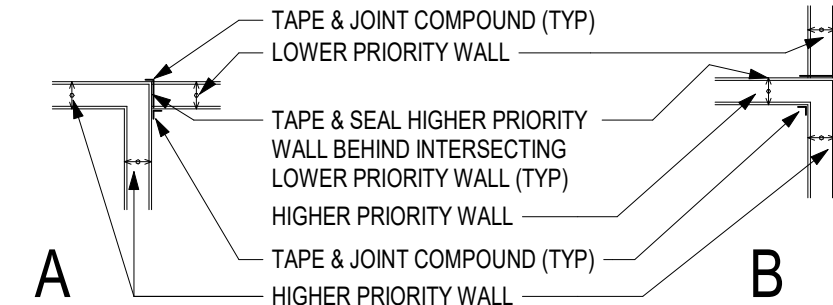 TAPE & JOINT COMPOUND (TYP)
LOWER PRIORITY WALL
TAPE & SEAL HIGHER PRIORITY
WALL BEHIND INTERSECTING
LOWER PRIORITY WALL (TYP)
HIGHER PRIORITY WALL
TAPE & JOINT COMPOUND (TYP)
HIGHER PRIORITY WALL
A
B